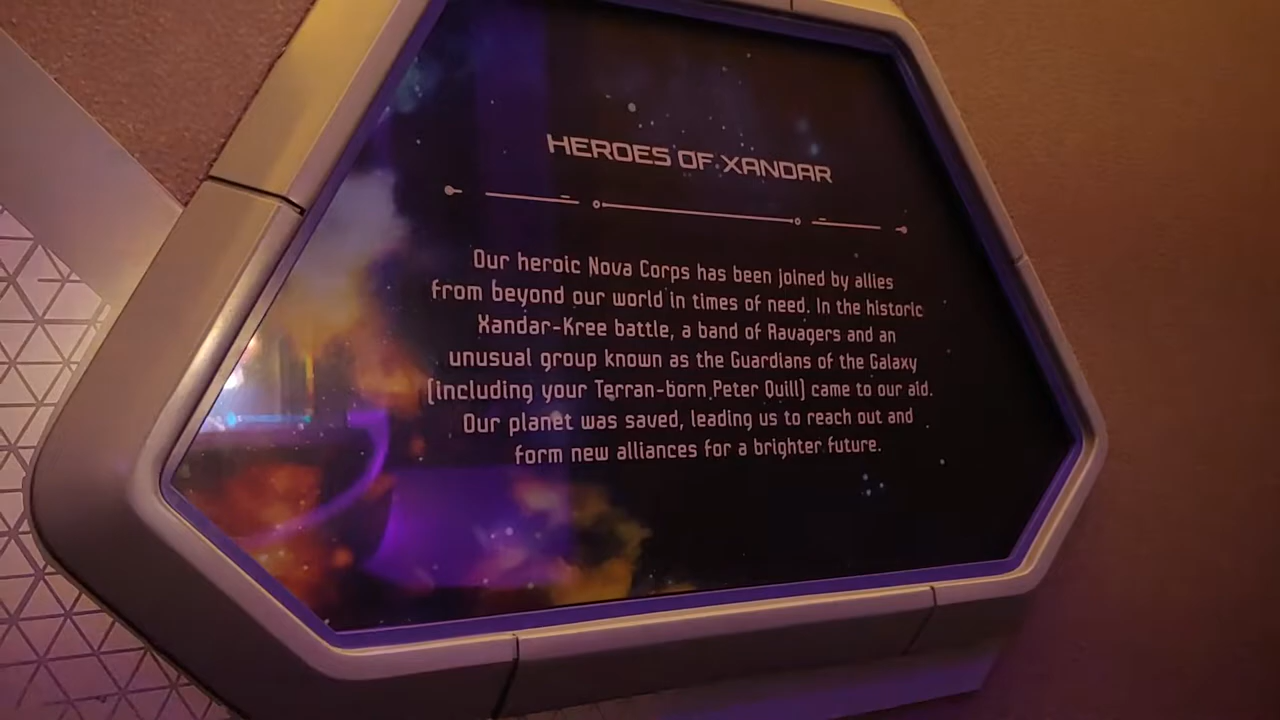 HEROES OF XANDAR
Our heroic Nova Corps has been joined by allies
from beyond our world in times of need. In the historic
Xandar-Kree battle, a band of Ravagers and an
unusual group known as the Guardians of the Galaxy
(including your Terran-born Peter Quill) came to our aid.
Our planet was saved, leading us to reach out and
form new alliances for a brighter future.